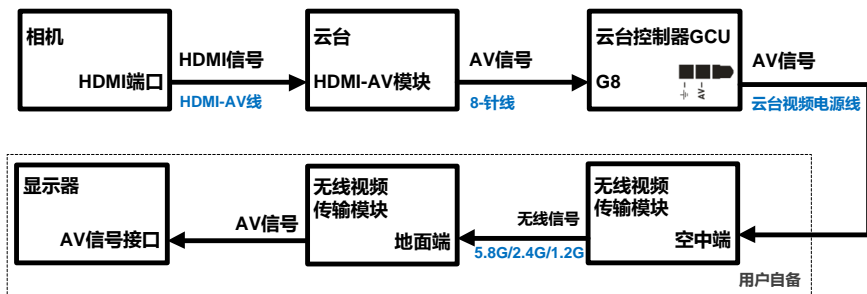 相机
HDMI端口
HDMI信号
HDMI-AV线
云台
HDMI-AV模块
AV信号
8-针线
云台控制器GCU
G8
AV-
AV信号
云台视频电源线
显示器
AV信号接口
AV信号
无线视频
传输模块
地面端
无线信号
5.8G/2.4G/1.2G
无线视频
传输模块
空中端
用户自备